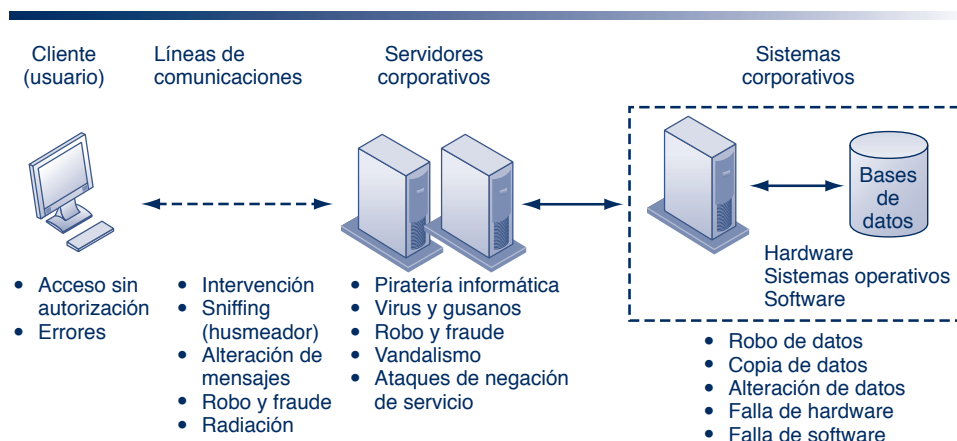 Cliente
(usuario)
Líneas de
comunicaciones
Servidores
corporativos
Sistemas
corporativos
Bases
de
datos
Hardware
Sistemas operativos
Software
• Acceso sin
autorización
• Errores
• Intervención
• Sniffing
(husmeador)
• Alteración de
mensajes
• Robo y fraude
• Radiación
• Piratería informática
• Virus y gusanos
• Robo y fraude
• Vandalismo
• Ataques de negación
de servicio
• Robo de datos
• Copia de datos
• Alteración de datos
• Falla de hardware
• Falla de software